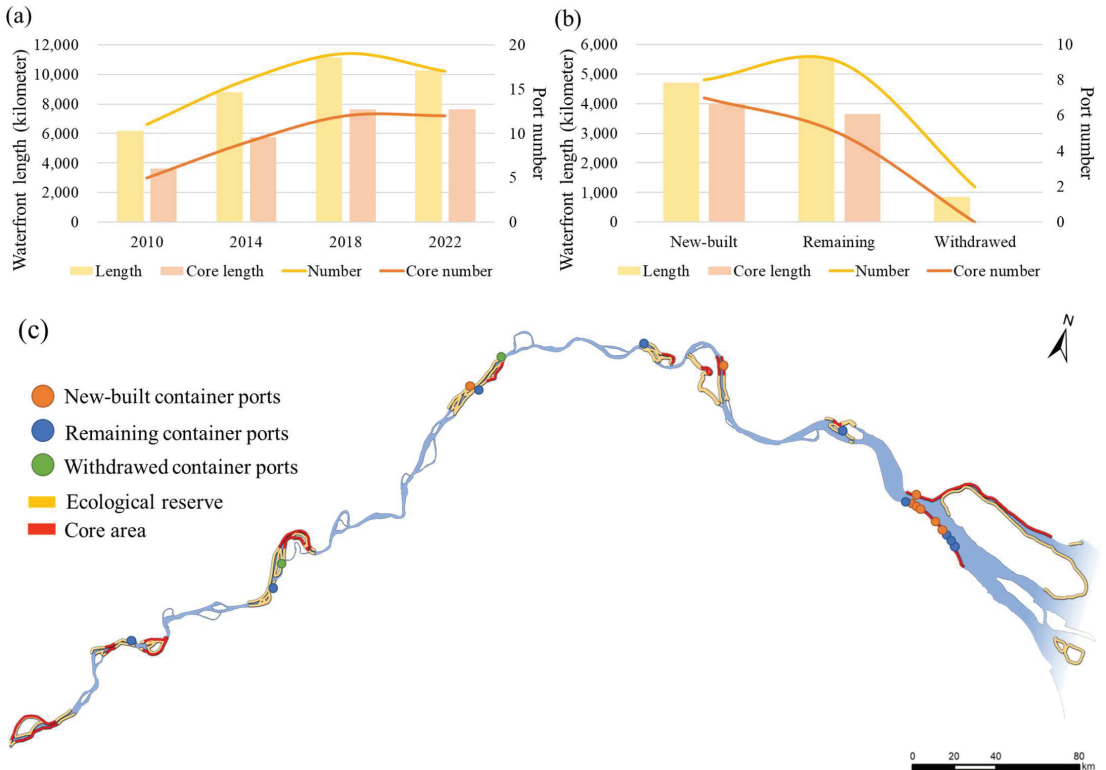 (a)
Waterfront length (kilometer)
12,000
10,000
8,000
6,000
4,000
2,000
0
20
15
10
5
0
Port number
2010 2014 2018 2022
Length Core length Number Core number
(b)
Waterfront length (kilometer)
6,000
5,000
4,000
3,000
2,000
1,000
0
10
8
6
4
2
0
Port number
New-built Remaining Withdrawed
Length Core length Number Core number
(c)
N
New-built container ports
Remaining container ports
Withdrawed container ports
Ecological reserve
Core area
0 20 40 80
km